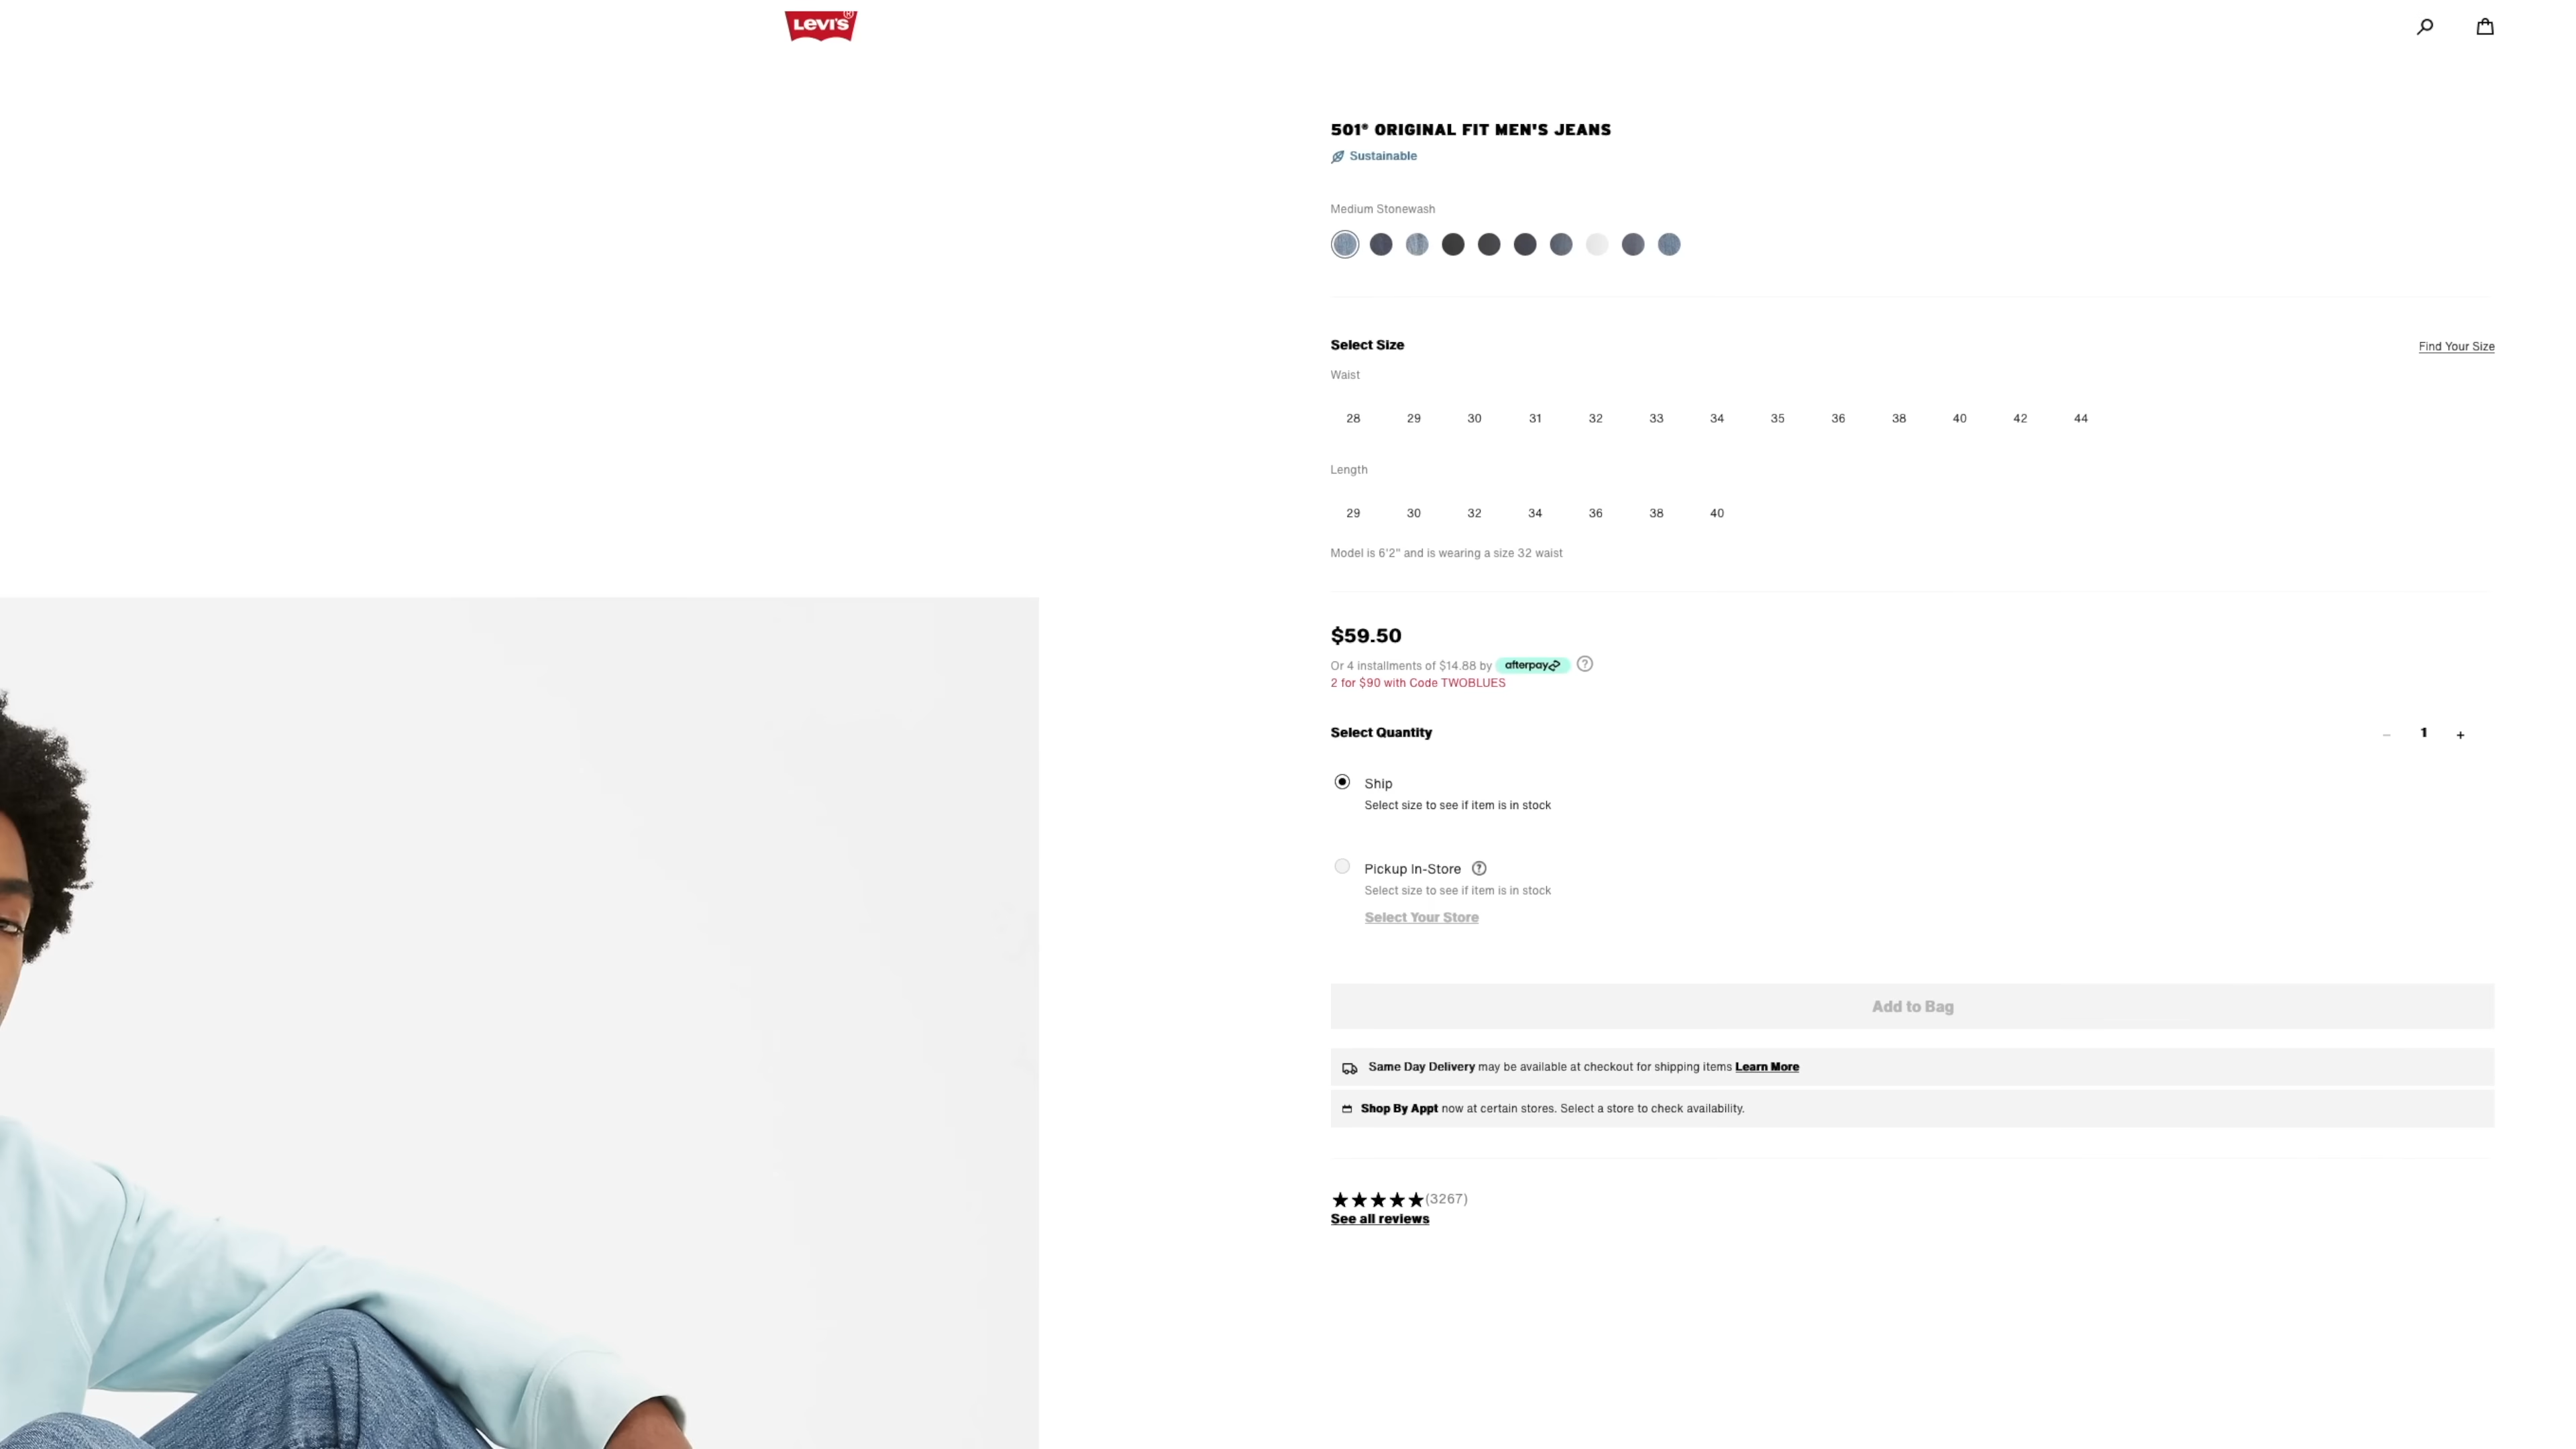 Levi's®
501® ORIGINAL FIT MEN'S JEANS
Sustainable
Medium Stonewash
Select Size
Find Your Size
Waist
28 29 30 31 32 33 34 35 36 38 40 42 44
Length
29 30 32 34 36 38 40
Model is 6'2" and is wearing a size 32 waist
$59.50
Or 4 installments of $14.88 by afterpay ?
2 for $90 with Code TWOBLUES
Select Quantity
– 1 +
Ship
Select size to see if item is in stock
Pickup In-Store ?
Select size to see if item is in stock
Select Your Store
Add to Bag
Same Day Delivery may be available at checkout for shipping items Learn More
Shop By Appt now at certain stores. Select a store to check availability.
(3267)
See all reviews